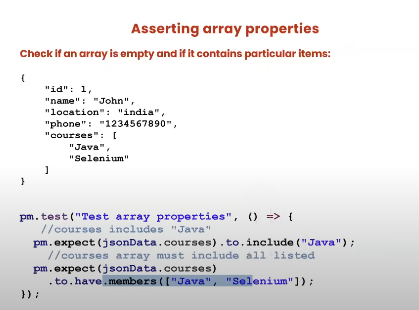 Asserting array properties
Check if an array is empty and if it contains particular items:
{
    "id": 1,
    "name": "John",
    "location": "india",
    "phone": "1234567890",
    "courses": [
        "Java",
        "Selenium"
    ]
}
pm.test("Test array properties", () => {
   //courses includes "Java"
  pm.expect(jsonData.courses).to.include("Java");
    //courses array must include all listed
  pm.expect(jsonData.courses)
    .to.have.members(["Java", "Selenium"]);
});